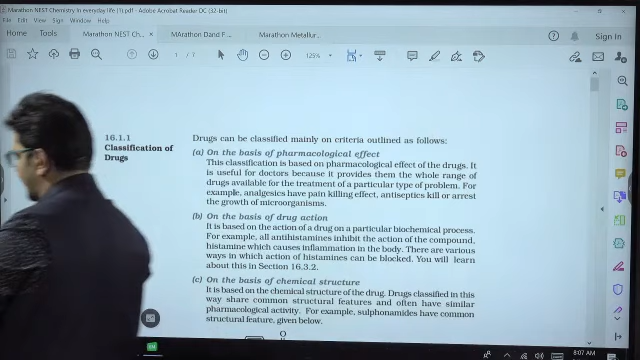 Marathon NEST Chemistry in everyday life (1).pdf - Adobe Acrobat Reader DC (32-bit)
File Edit View Sign Window Help
Home Tools Marathon NEST Ch... × MArathon D and F ... Marathon Metallur... Sign In
1 / 7 125%
16.1.1
Classification of
Drugs
Drugs can be classified mainly on criteria outlined as follows:
(a) On the basis of pharmacological effect
This classification is based on pharmacological effect of the drugs. It
is useful for doctors because it provides them the whole range of
drugs available for the treatment of a particular type of problem. For
example, analgesics have pain killing effect, antiseptics kill or arrest
the growth of microorganisms.
(b) On the basis of drug action
It is based on the action of a drug on a particular biochemical process.
For example, all antihistamines inhibit the action of the compound,
histamine which causes inflammation in the body. There are various
ways in which action of histamines can be blocked. You will learn
about this in Section 16.3.2.
(c) On the basis of chemical structure
It is based on the chemical structure of the drug. Drugs classified in this
way share common structural features and often have similar
pharmacological activity. For example, sulphonamides have common
structural feature, given below.
O
8:07 AM